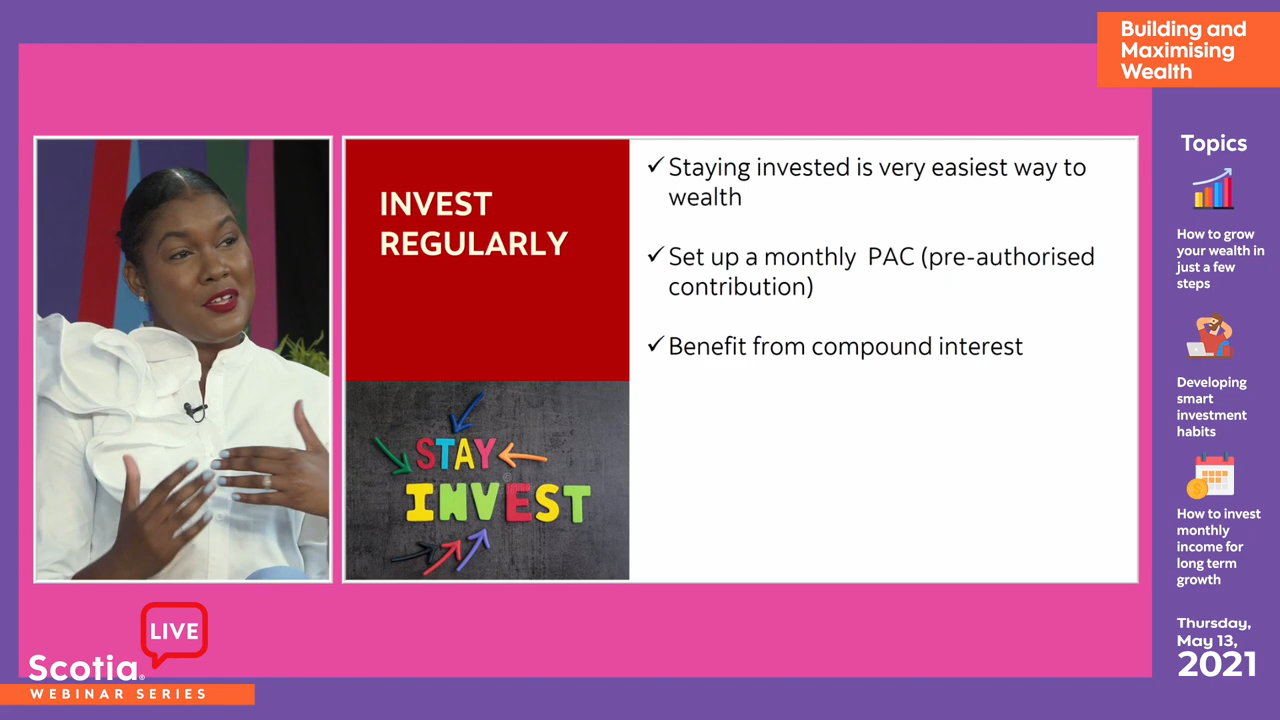 Building and
Maximising
Wealth
INVEST
REGULARLY
STAY
INVEST
✓ Staying invested is very easiest way to
wealth
✓ Set up a monthly PAC (pre-authorised
contribution)
✓ Benefit from compound interest
Topics
How to grow
your wealth in
just a few
steps
Developing
smart
investment
habits
How to invest
monthly
income for
long term
growth
Thursday,
May 13,
2021
LIVE
Scotia®
WEBINAR SERIES